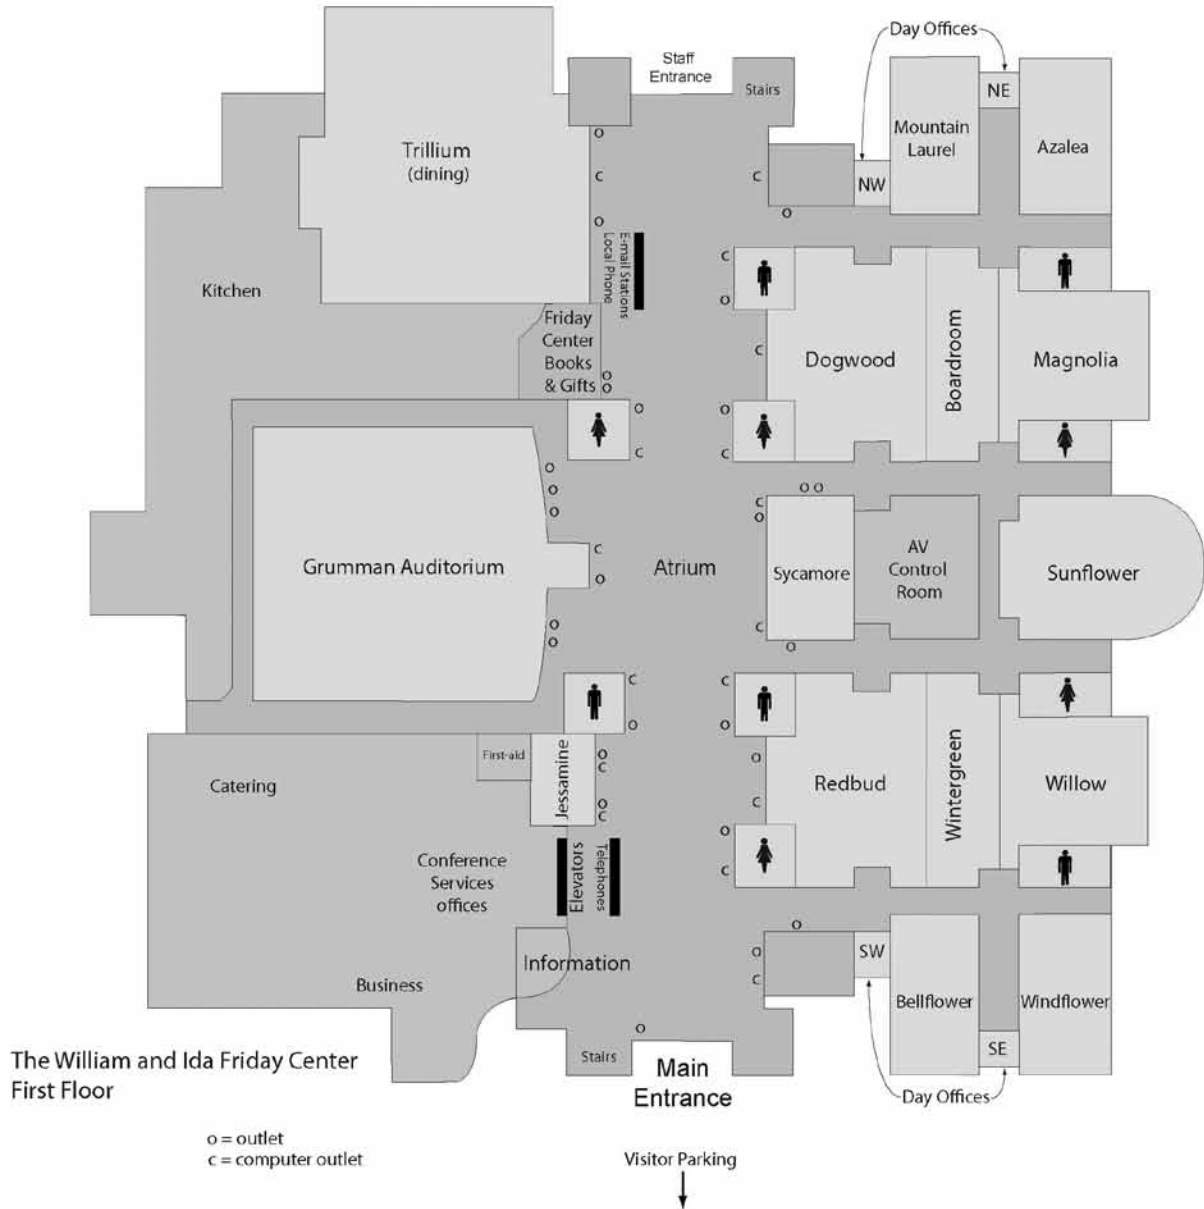 Day Offices
Staff
Entrance
Stairs
NE
Mountain
Laurel
Azalea
Trillium
(dining)
NW
o
c
c
o
o
E-mail Stations
Local Phone
c
o
Kitchen
Friday
Center
Books
& Gifts
c
Dogwood
Boardroom
Magnolia
o
o
o
o
c
c
o
o
o
o o
c
o
Grumman Auditorium
c
o
Atrium
Sycamore
AV
Control
Room
Sunflower
o
o
c
o
c
o
c
o
First-aid
Jessamine
o
c
o
c
o
c
Redbud
Wintergreen
Willow
Catering
Conference
Services
offices
Elevators
Telephones
o
c
o
Information
o
c
SW
Business
Bellflower
Windflower
o
Stairs
Main
Entrance
SE
Day Offices
The William and Ida Friday Center
First Floor
o = outlet
c = computer outlet
Visitor Parking